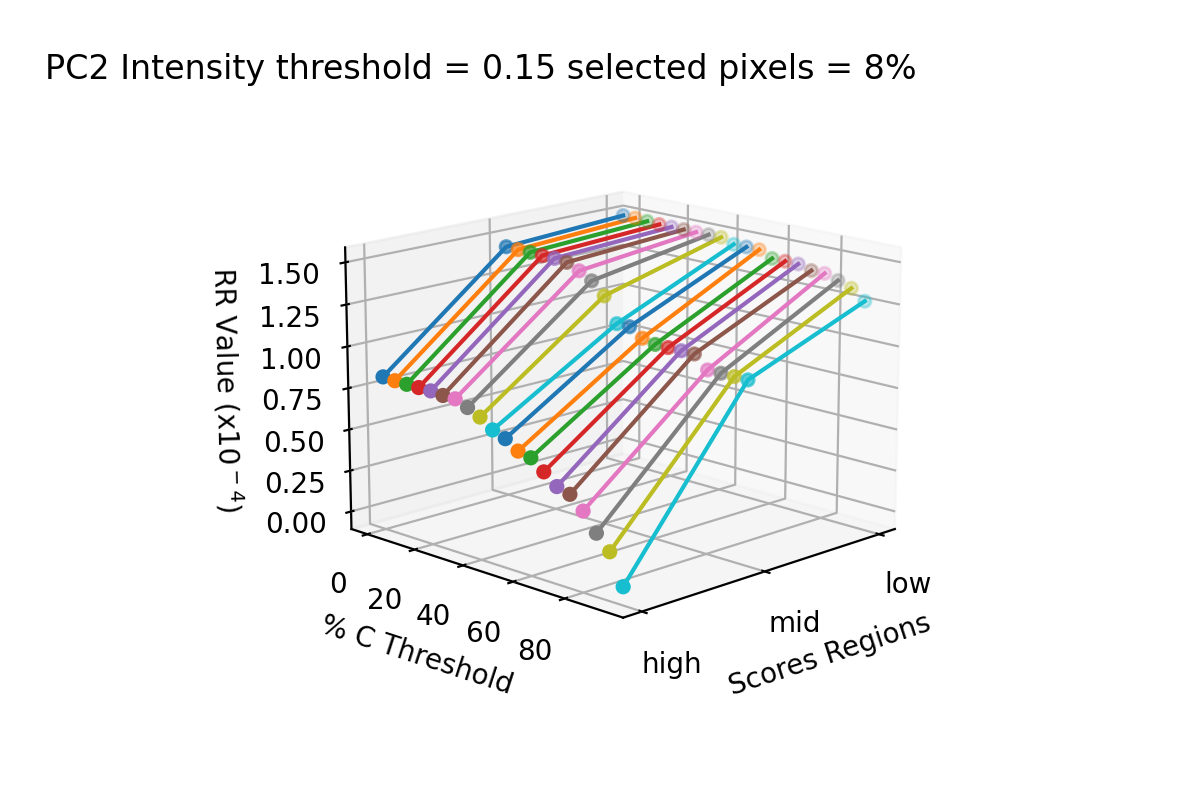 PC2 Intensity threshold = 0.15 selected pixels = 8%
RR Value (x10⁻⁴)
1.50
1.25
1.00
0.75
0.50
0.25
0.00
0
20
40
60
80
% C Threshold
high
mid
low
Scores Regions